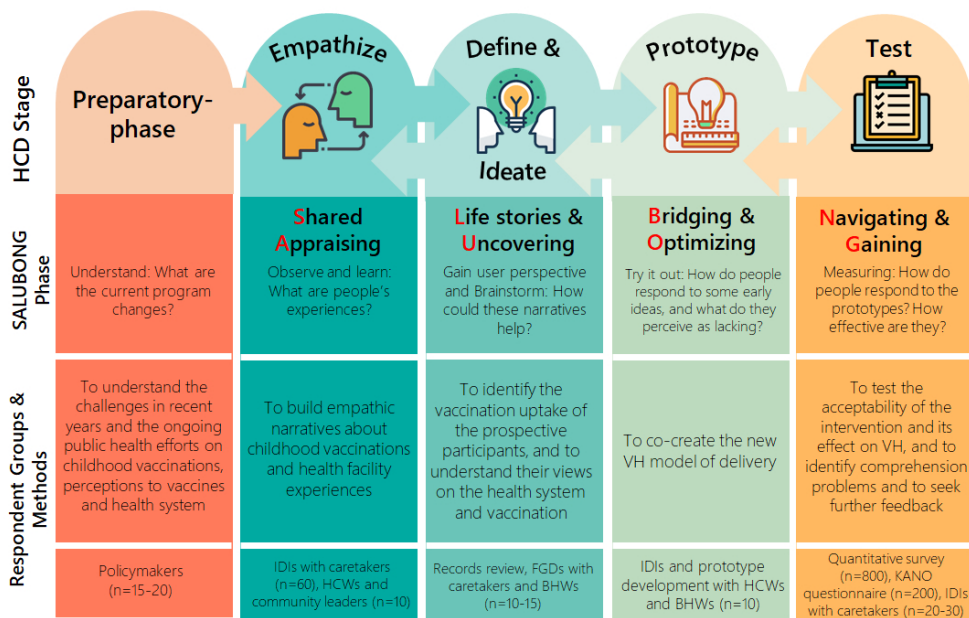 HCD Stage
Preparatory-
phase
Empathize
Define &
Ideate
Prototype
Test
SALUBONG
Phase
Understand: What are
the current program
changes?
Shared
Appraising
Observe and learn:
What are people's
experiences?
Life stories &
Uncovering
Gain user perspective
and Brainstorm: How
could these narratives
help?
Bridging &
Optimizing
Try it out: How do people
respond to some early
ideas, and what do they
perceive as lacking?
Navigating &
Gaining
Measuring: How do
people respond to the
prototypes? How
effective are they?
Respondent Groups &
Methods
To understand the
challenges in recent
years and the ongoing
public health efforts on
childhood vaccinations,
perceptions to vaccines
and health system
To build empathic
narratives about
childhood vaccinations
and health facility
experiences
To identify the
vaccination uptake of
the prospective
participants, and to
understand their views
on the health system
and vaccination
To co-create the new
VH model of delivery
To test the
acceptability of the
intervention and its
effect on VH, and to
identify comprehension
problems and to seek
further feedback
Policymakers
(n=15-20)
IDIs with caretakers
(n=60), HCWs and
community leaders (n=10)
Records review, FGDs with
caretakers and BHWs
(n=10-15)
IDIs and prototype
development with HCWs
and BHWs (n=10)
Quantitative survey
(n=800), KANO
questionnaire (n=200), IDIs
with caretakers (n=20-30)